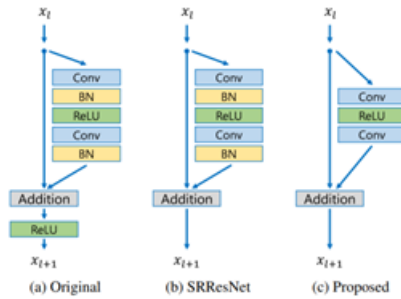 x_l
Conv
BN
ReLU
Conv
BN
Addition
ReLU
x_{l+1}
(a) Original
x_l
Conv
BN
ReLU
Conv
BN
Addition
x_{l+1}
(b) SRResNet
x_l
Conv
ReLU
Conv
Addition
x_{l+1}
(c) Proposed